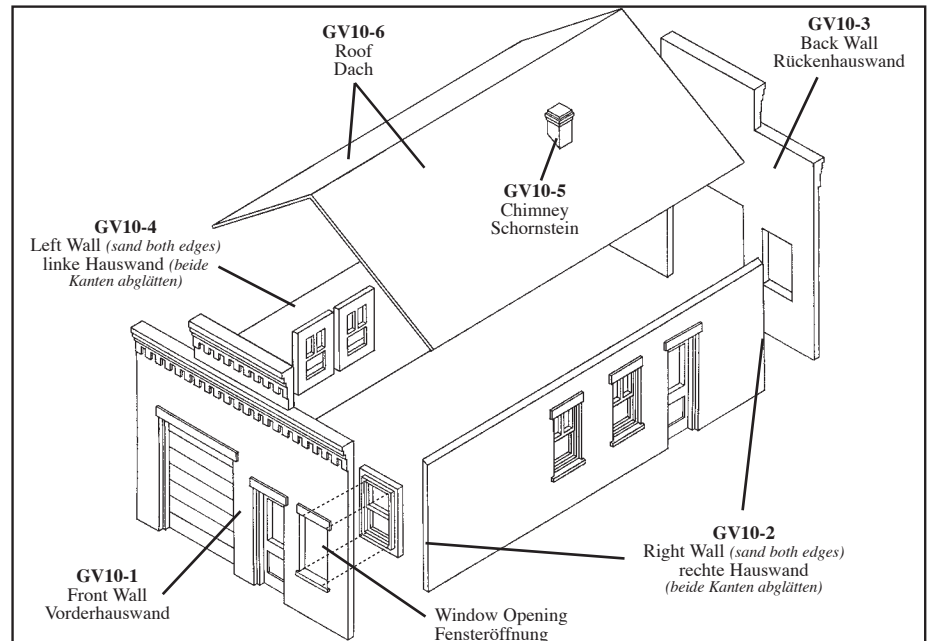 GV10-6
Roof
Dach
GV10-3
Back Wall
Rückenhauswand
GV10-5
Chimney
Schornstein
GV10-4
Left Wall (sand both edges)
linke Hauswand (beide
Kanten abglätten)
GV10-2
Right Wall (sand both edges)
rechte Hauswand
(beide Kanten abglätten)
GV10-1
Front Wall
Vorderhauswand
Window Opening
Fensteröffnung